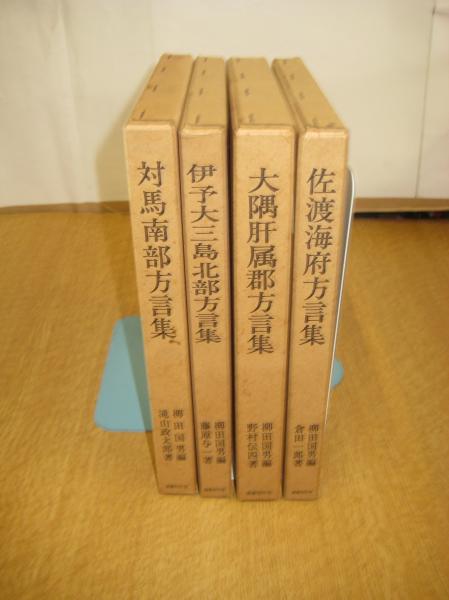 対馬南部方言集
柳田国男編
滝山政太郎著
伊予大三島北部方言集
柳田国男編
藤原与一著
大隅肝属郡方言集
柳田国男編
野村伝四著
佐渡海府方言集
柳田国男編
倉田一郎著